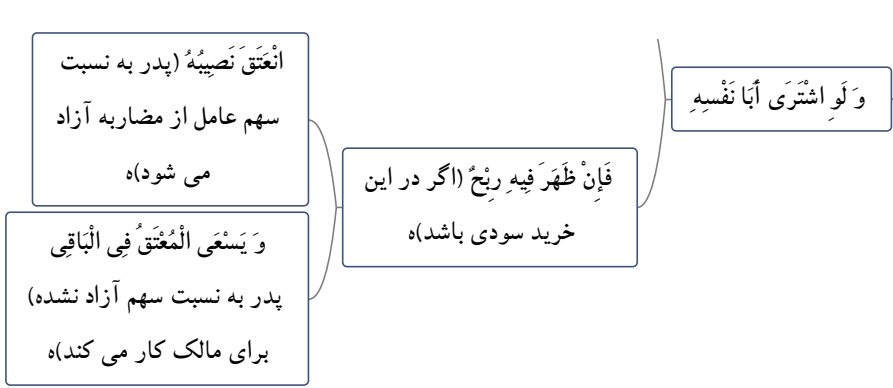 وَ لَوِ اشْتَرَى أَبَا نَفْسِهِ
فَإِنْ ظَهَرَ فِيهِ رِبْحٌ (اگر در این
خرید سودی باشد)ه
انْعَتَقَ نَصِيبُهُ (پدر به نسبت
سهم عامل از مضاربه آزاد
می شود)ه
وَ يَسْعَى الْمُعْتَقُ فِي الْبَاقِي
پدر به نسبت سهم آزاد نشده)
برای مالک کار می کند)ه